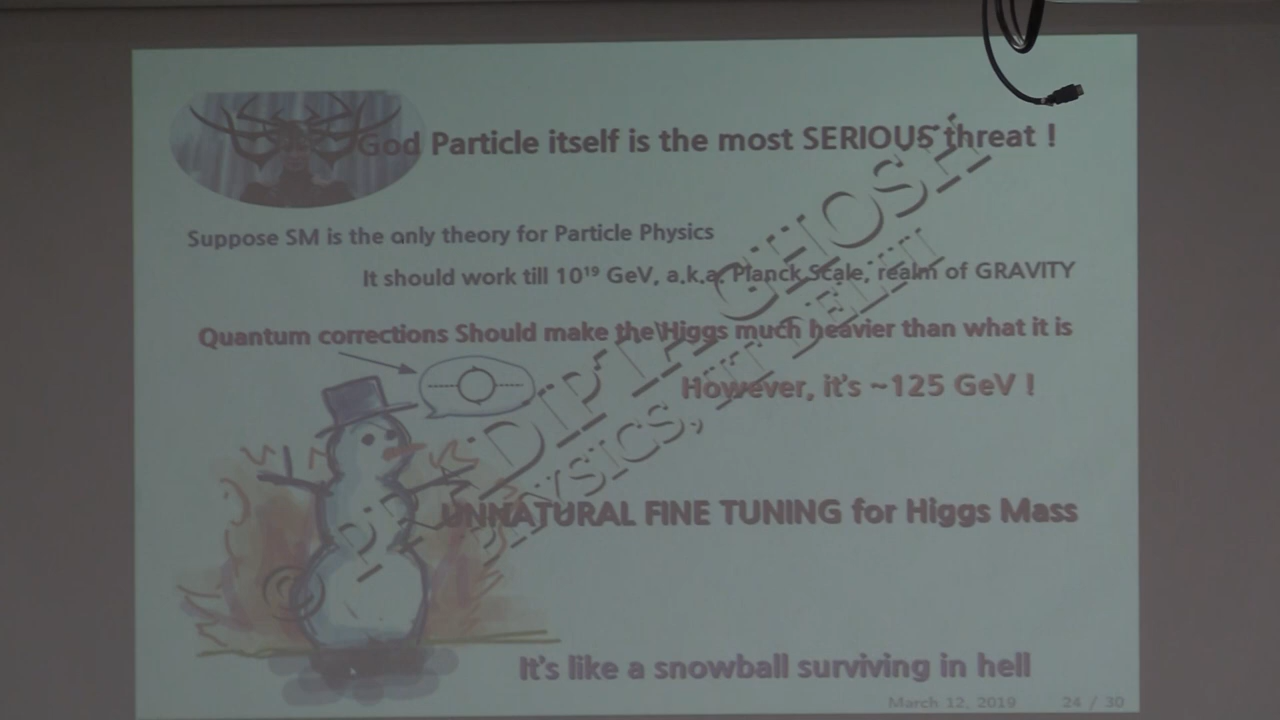 God Particle itself is the most SERIOUS threat !
Suppose SM is the only theory for Particle Physics
It should work till 10¹⁹ GeV, a.k.a. Planck Scale, realm of GRAVITY
Quantum corrections Should make the Higgs much heavier than what it is
However, it's ~125 GeV !
UNNATURAL FINE TUNING for Higgs Mass
It's like a snowball surviving in hell
March 12, 2019 24 / 30
PHYSICS,